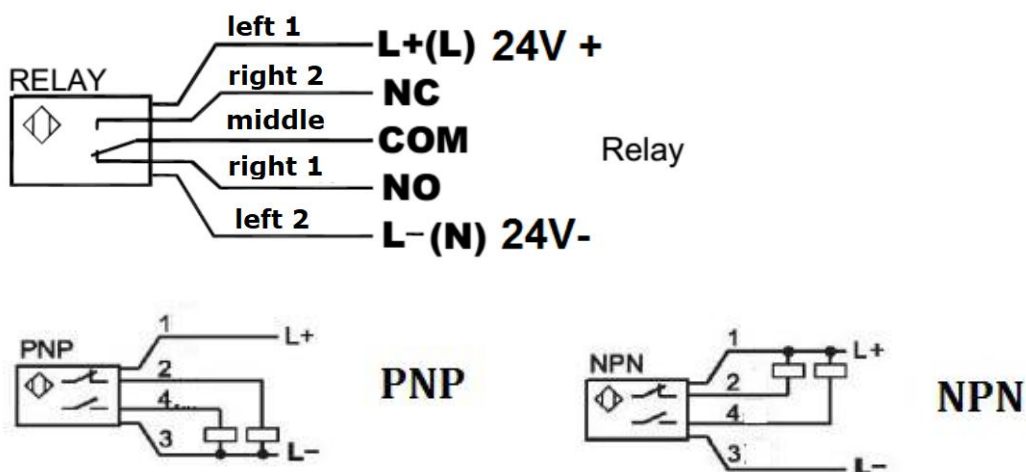 left 1
L+(L) 24V +
RELAY
right 2
NC
middle
COM
Relay
right 1
NO
left 2
L-(N) 24V-
1
L+
PNP
2
4....
3
L-
PNP
1
L+
NPN
2
4
3
L-
NPN